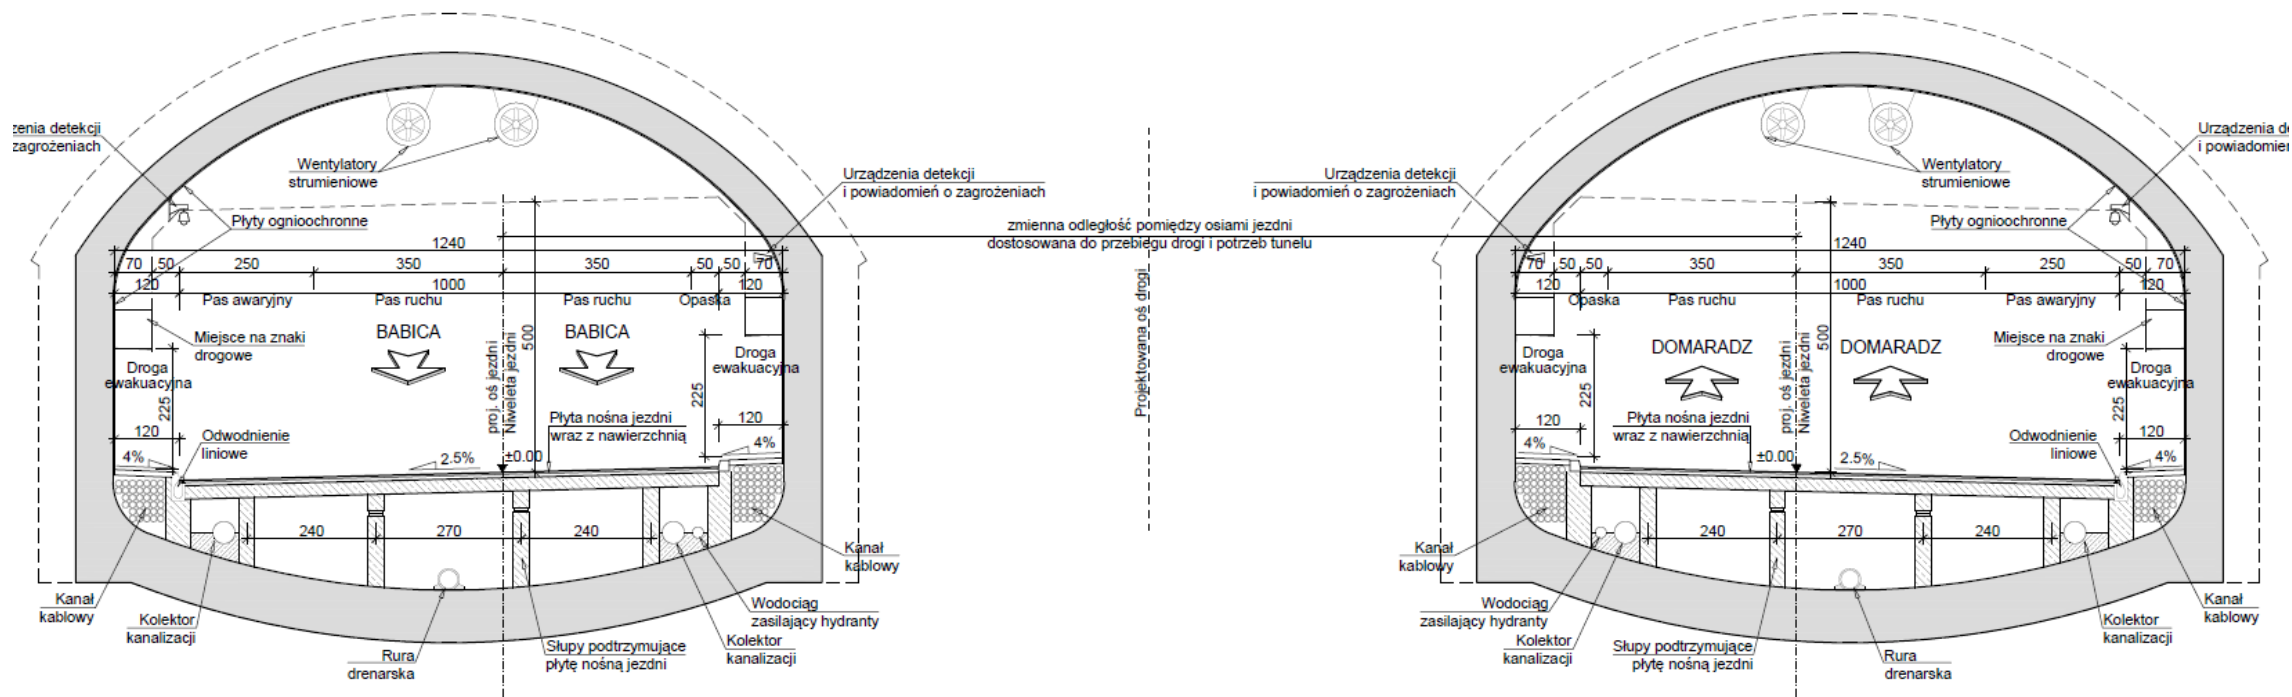 zenia detekcji
zagrożeniach
Wentylatory
strumieniowe
Płyty ognioochronne
Urządzenia detekcji
i powiadomień o zagrożeniach
1240
70 50 250 350 350 50 50 70
120 1000 120
Pas awaryjny Pas ruchu Pas ruchu Opaska
BABICA BABICA
Miejsce na znaki
drogowe
500
proj. oś jezdni
Niweleta jezdni
Droga
ewakuacyjna
Droga
ewakuacyjna
225
225
120
120
Płyta nośna jezdni
wraz z nawierzchnią
Odwodnienie
liniowe
4% 2.5% ±0.00 4%
240 270 240
Kanał
kablowy
Kolektor
kanalizacji
Rura
drenarska
Słupy podtrzymujące
płytę nośną jezdni
Kolektor
kanalizacji
Wodociąg
zasilający hydranty
Kanał
kablowy
zmienna odległość pomiędzy osiami jezdni
dostosowana do przebiegu drogi i potrzeb tunelu
Projektowana oś drogi
Urządzenia detekcji
i powiadomień o zagrożeniach
Wentylatory
strumieniowe
Urządzenia de
i powiadomień
Płyty ognioochronne
1240
70 50 50 350 350 250 50 70
120 1000 120
Opaska Pas ruchu Pas ruchu Pas awaryjny
DOMARADZ DOMARADZ
Miejsce na znaki
drogowe
500
proj. oś jezdni
Niweleta jezdni
Droga
ewakuacyjna
Droga
ewakuacyjna
225
225
120
120
Płyta nośna jezdni
wraz z nawierzchnią
Odwodnienie
liniowe
4% ±0.00 2.5% 4%
240 270 240
Kanał
kablowy
Wodociąg
zasilający hydranty
Kolektor
kanalizacji
Słupy podtrzymujące
płytę nośną jezdni
Rura
drenarska
Kolektor
kanalizacji
Kanał
kablowy